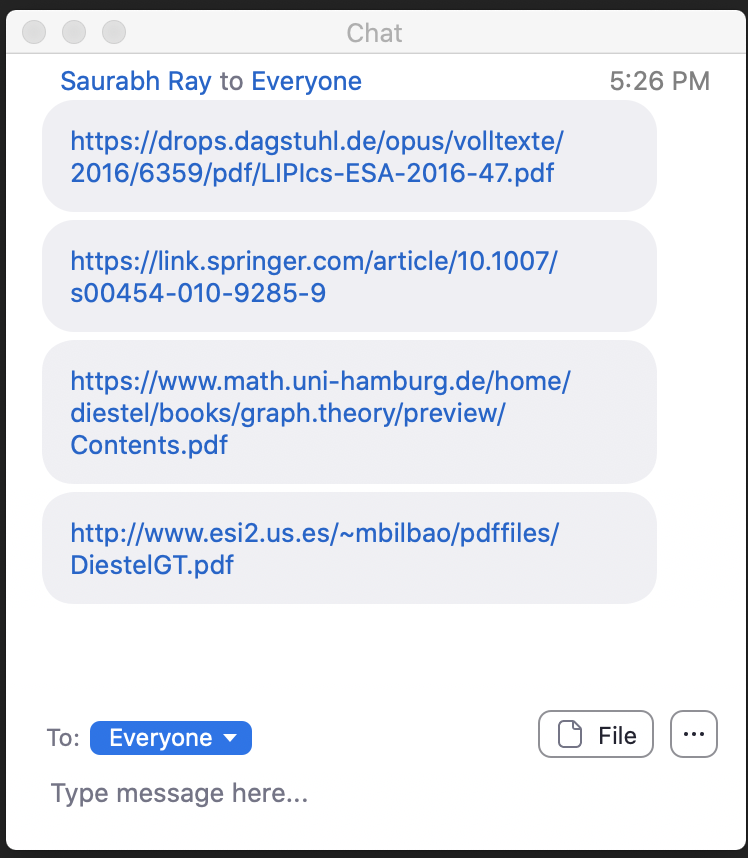 Chat
Saurabh Ray to Everyone 5:26 PM
https://drops.dagstuhl.de/opus/volltexte/
2016/6359/pdf/LIPIcs-ESA-2016-47.pdf
https://link.springer.com/article/10.1007/
s00454-010-9285-9
https://www.math.uni-hamburg.de/home/
diestel/books/graph.theory/preview/
Contents.pdf
http://www.esi2.us.es/~mbilbao/pdffiles/
DiestelGT.pdf
To: Everyone File ...
Type message here...